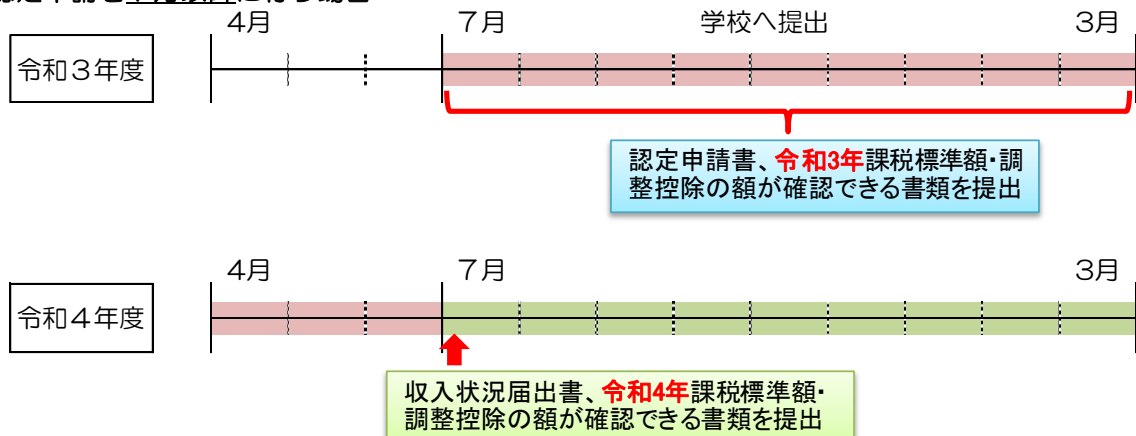 4月 7月 学校へ提出 3月
令和3年度
認定申請書、令和3年課税標準額・調
整控除の額が確認できる書類を提出
4月 7月 3月
令和4年度
収入状況届出書、令和4年課税標準額・
調整控除の額が確認できる書類を提出